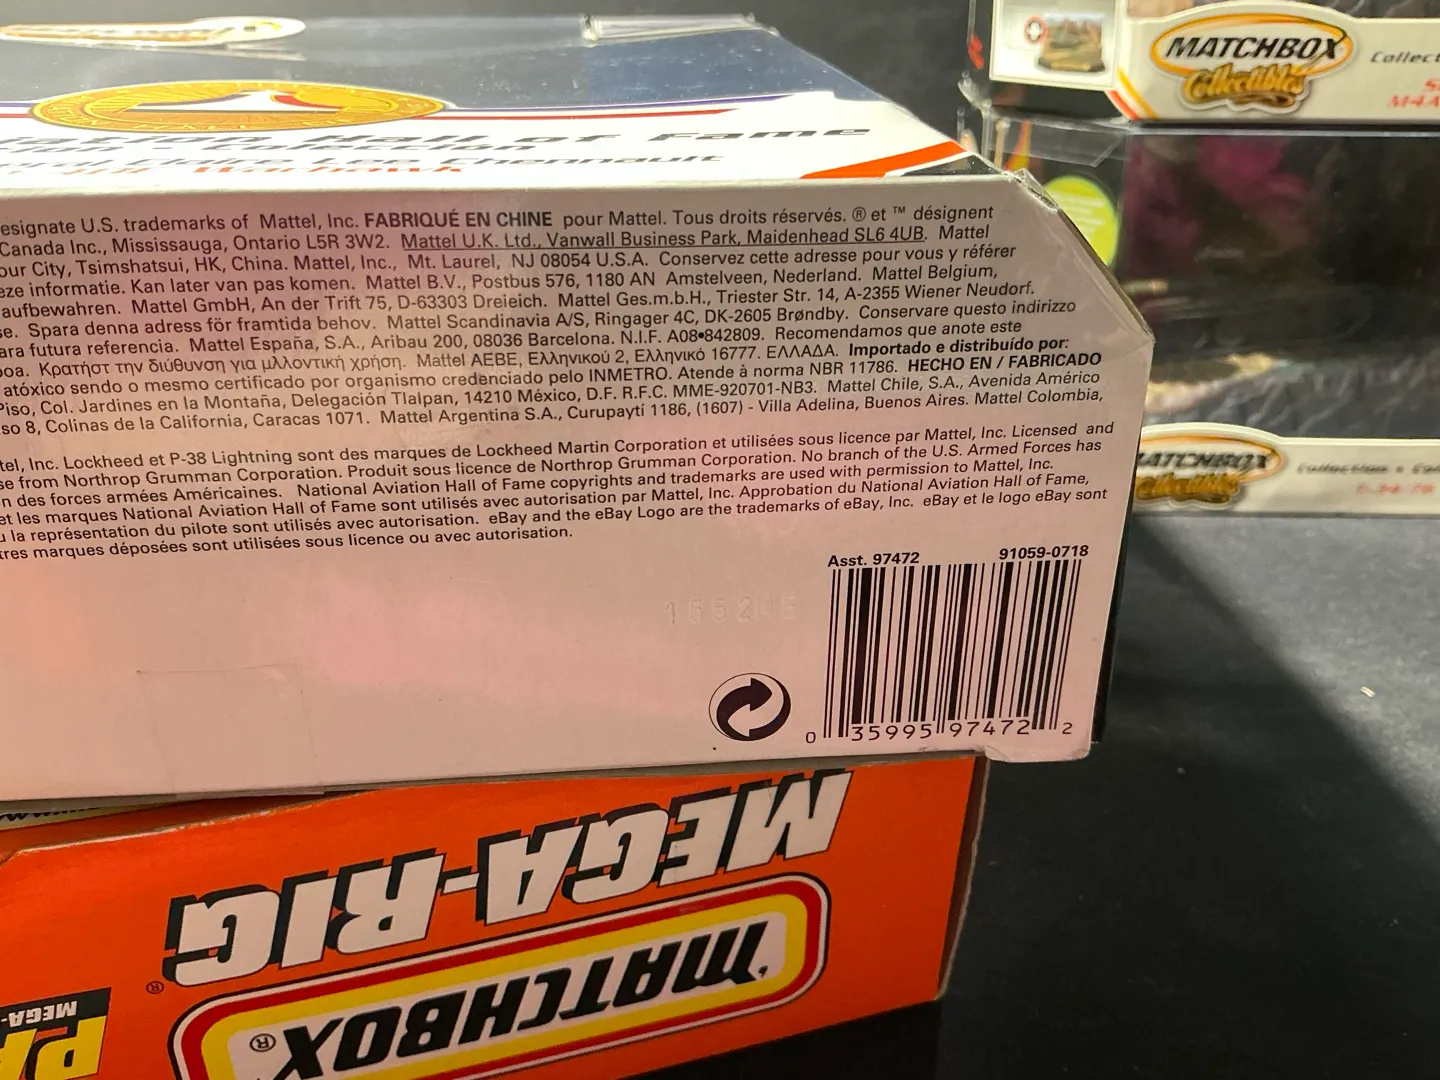 MATCHBOX
Collectibles
Hall of Fame
Colección
Claire Lee Chennault
Warhawk
esignate U.S. trademarks of Mattel, Inc. FABRIQUÉ EN CHINE pour Mattel. Tous droits réservés. ® et ™ désignent
Canada Inc., Mississauga, Ontario L5R 3W2. Mattel U.K. Ltd., Vanwall Business Park, Maidenhead SL6 4UB. Mattel
our City, Tsimshatsui, HK, China. Mattel, Inc., Mt. Laurel, NJ 08054 U.S.A. Conservez cette adresse pour vous y référer
eze informatie. Kan later van pas komen. Mattel B.V., Postbus 576, 1180 AN Amstelveen, Nederland. Mattel Belgium,
aufbewahren. Mattel GmbH, An der Trift 75, D-63303 Dreieich. Mattel Ges.m.b.H., Triester Str. 14, A-2355 Wiener Neudorf.
se. Spara denna adress för framtida behov. Mattel Scandinavia A/S, Ringager 4C, DK-2605 Brøndby. Conservare questo indirizzo
ara futura referencia. Mattel España, S.A., Aribau 200, 08036 Barcelona. N.I.F. A08•842809. Recomendamos que anote este
oa. Κρατήστ την διύθυνση για μλλοντική χρήση. Mattel AEBE, Ελληνικού 2, Ελληνικό 16777. ΕΛΛΑΔΑ. Importado e distribuído por:
atóxico sendo o mesmo certificado por organismo credenciado pelo INMETRO. Atende à norma NBR 11786. HECHO EN / FABRICADO
Piso, Col. Jardines en la Montaña, Delegación Tlalpan, 14210 México, D.F. R.F.C. MME-920701-NB3. Mattel Chile, S.A., Avenida Américo
so 8, Colinas de la California, Caracas 1071. Mattel Argentina S.A., Curupaytí 1186, (1607) - Villa Adelina, Buenos Aires. Mattel Colombia,
tel, Inc. Lockheed et P-38 Lightning sont des marques de Lockheed Martin Corporation et utilisées sous licence par Mattel, Inc. Licensed and
se from Northrop Grumman Corporation. Produit sous licence de Northrop Grumman Corporation. No branch of the U.S. Armed Forces has
n des forces armées Américaines. National Aviation Hall of Fame copyrights and trademarks are used with permission to Mattel, Inc.
et les marques National Aviation Hall of Fame sont utilisés avec autorisation par Mattel, Inc. Approbation du National Aviation Hall of Fame,
u la représentation du pilote sont utilisés avec autorisation. eBay and the eBay Logo are the trademarks of eBay, Inc. eBay et le logo eBay sont
tres marques déposées sont utilisées sous licence ou avec autorisation.
Asst. 97472 91059-0718
0 35995 97472 2
MATCHBOX
Collectibles
MEGA-RIG
®
MATCHBOX ®
MEGA-